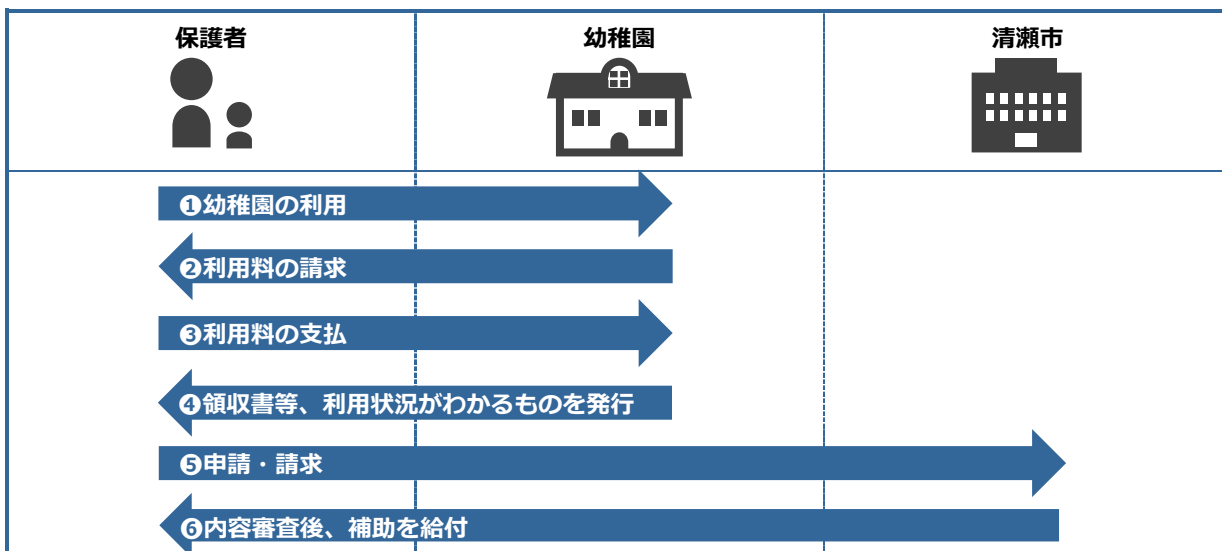 保護者
幼稚園
清瀬市
❶幼稚園の利用
❷利用料の請求
❸利用料の支払
❹領収書等、利用状況がわかるものを発行
❺申請・請求
❻内容審査後、補助を給付